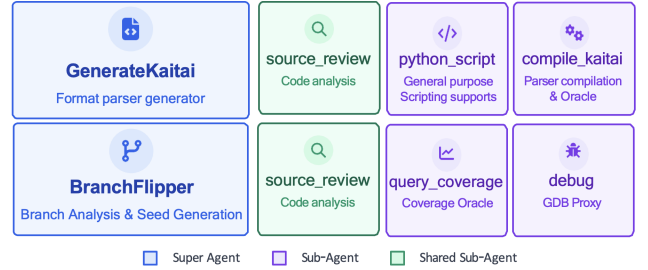 GenerateKaitai
Format parser generator
source_review
Code analysis
python_script
General purpose
Scripting supports
compile_kaitai
Parser compilation
& Oracle
BranchFlipper
Branch Analysis & Seed Generation
source_review
Code analysis
query_coverage
Coverage Oracle
debug
GDB Proxy
Super Agent
Sub-Agent
Shared Sub-Agent